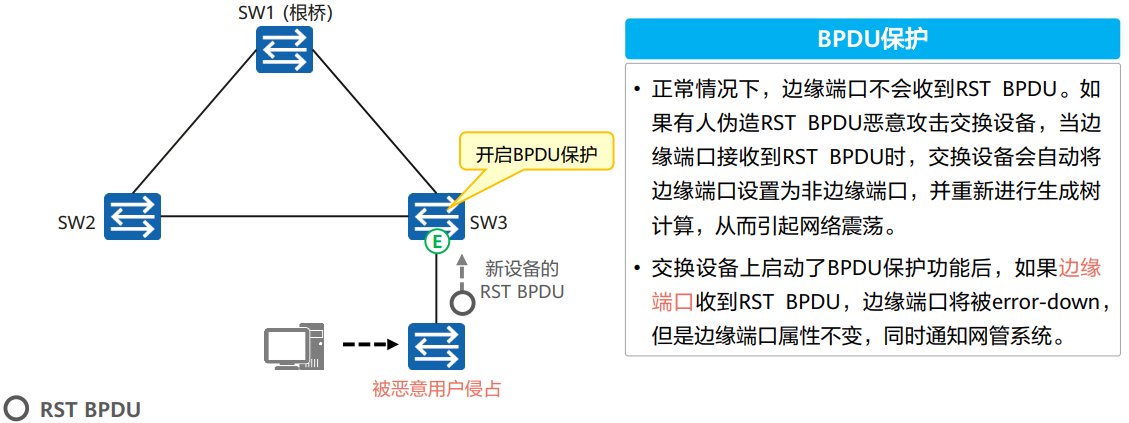 SW1 (根桥)
开启BPDU保护
SW2
SW3
E
新设备的
RST BPDU
被恶意用户侵占
RST BPDU
BPDU保护
• 正常情况下，边缘端口不会收到RST BPDU。如
果有人伪造RST BPDU恶意攻击交换设备，当边
缘端口接收到RST BPDU时，交换设备会自动将
边缘端口设置为非边缘端口，并重新进行生成树
计算，从而引起网络震荡。
• 交换设备上启动了BPDU保护功能后，如果边缘
端口收到RST BPDU，边缘端口将被error-down，
但是边缘端口属性不变，同时通知网管系统。